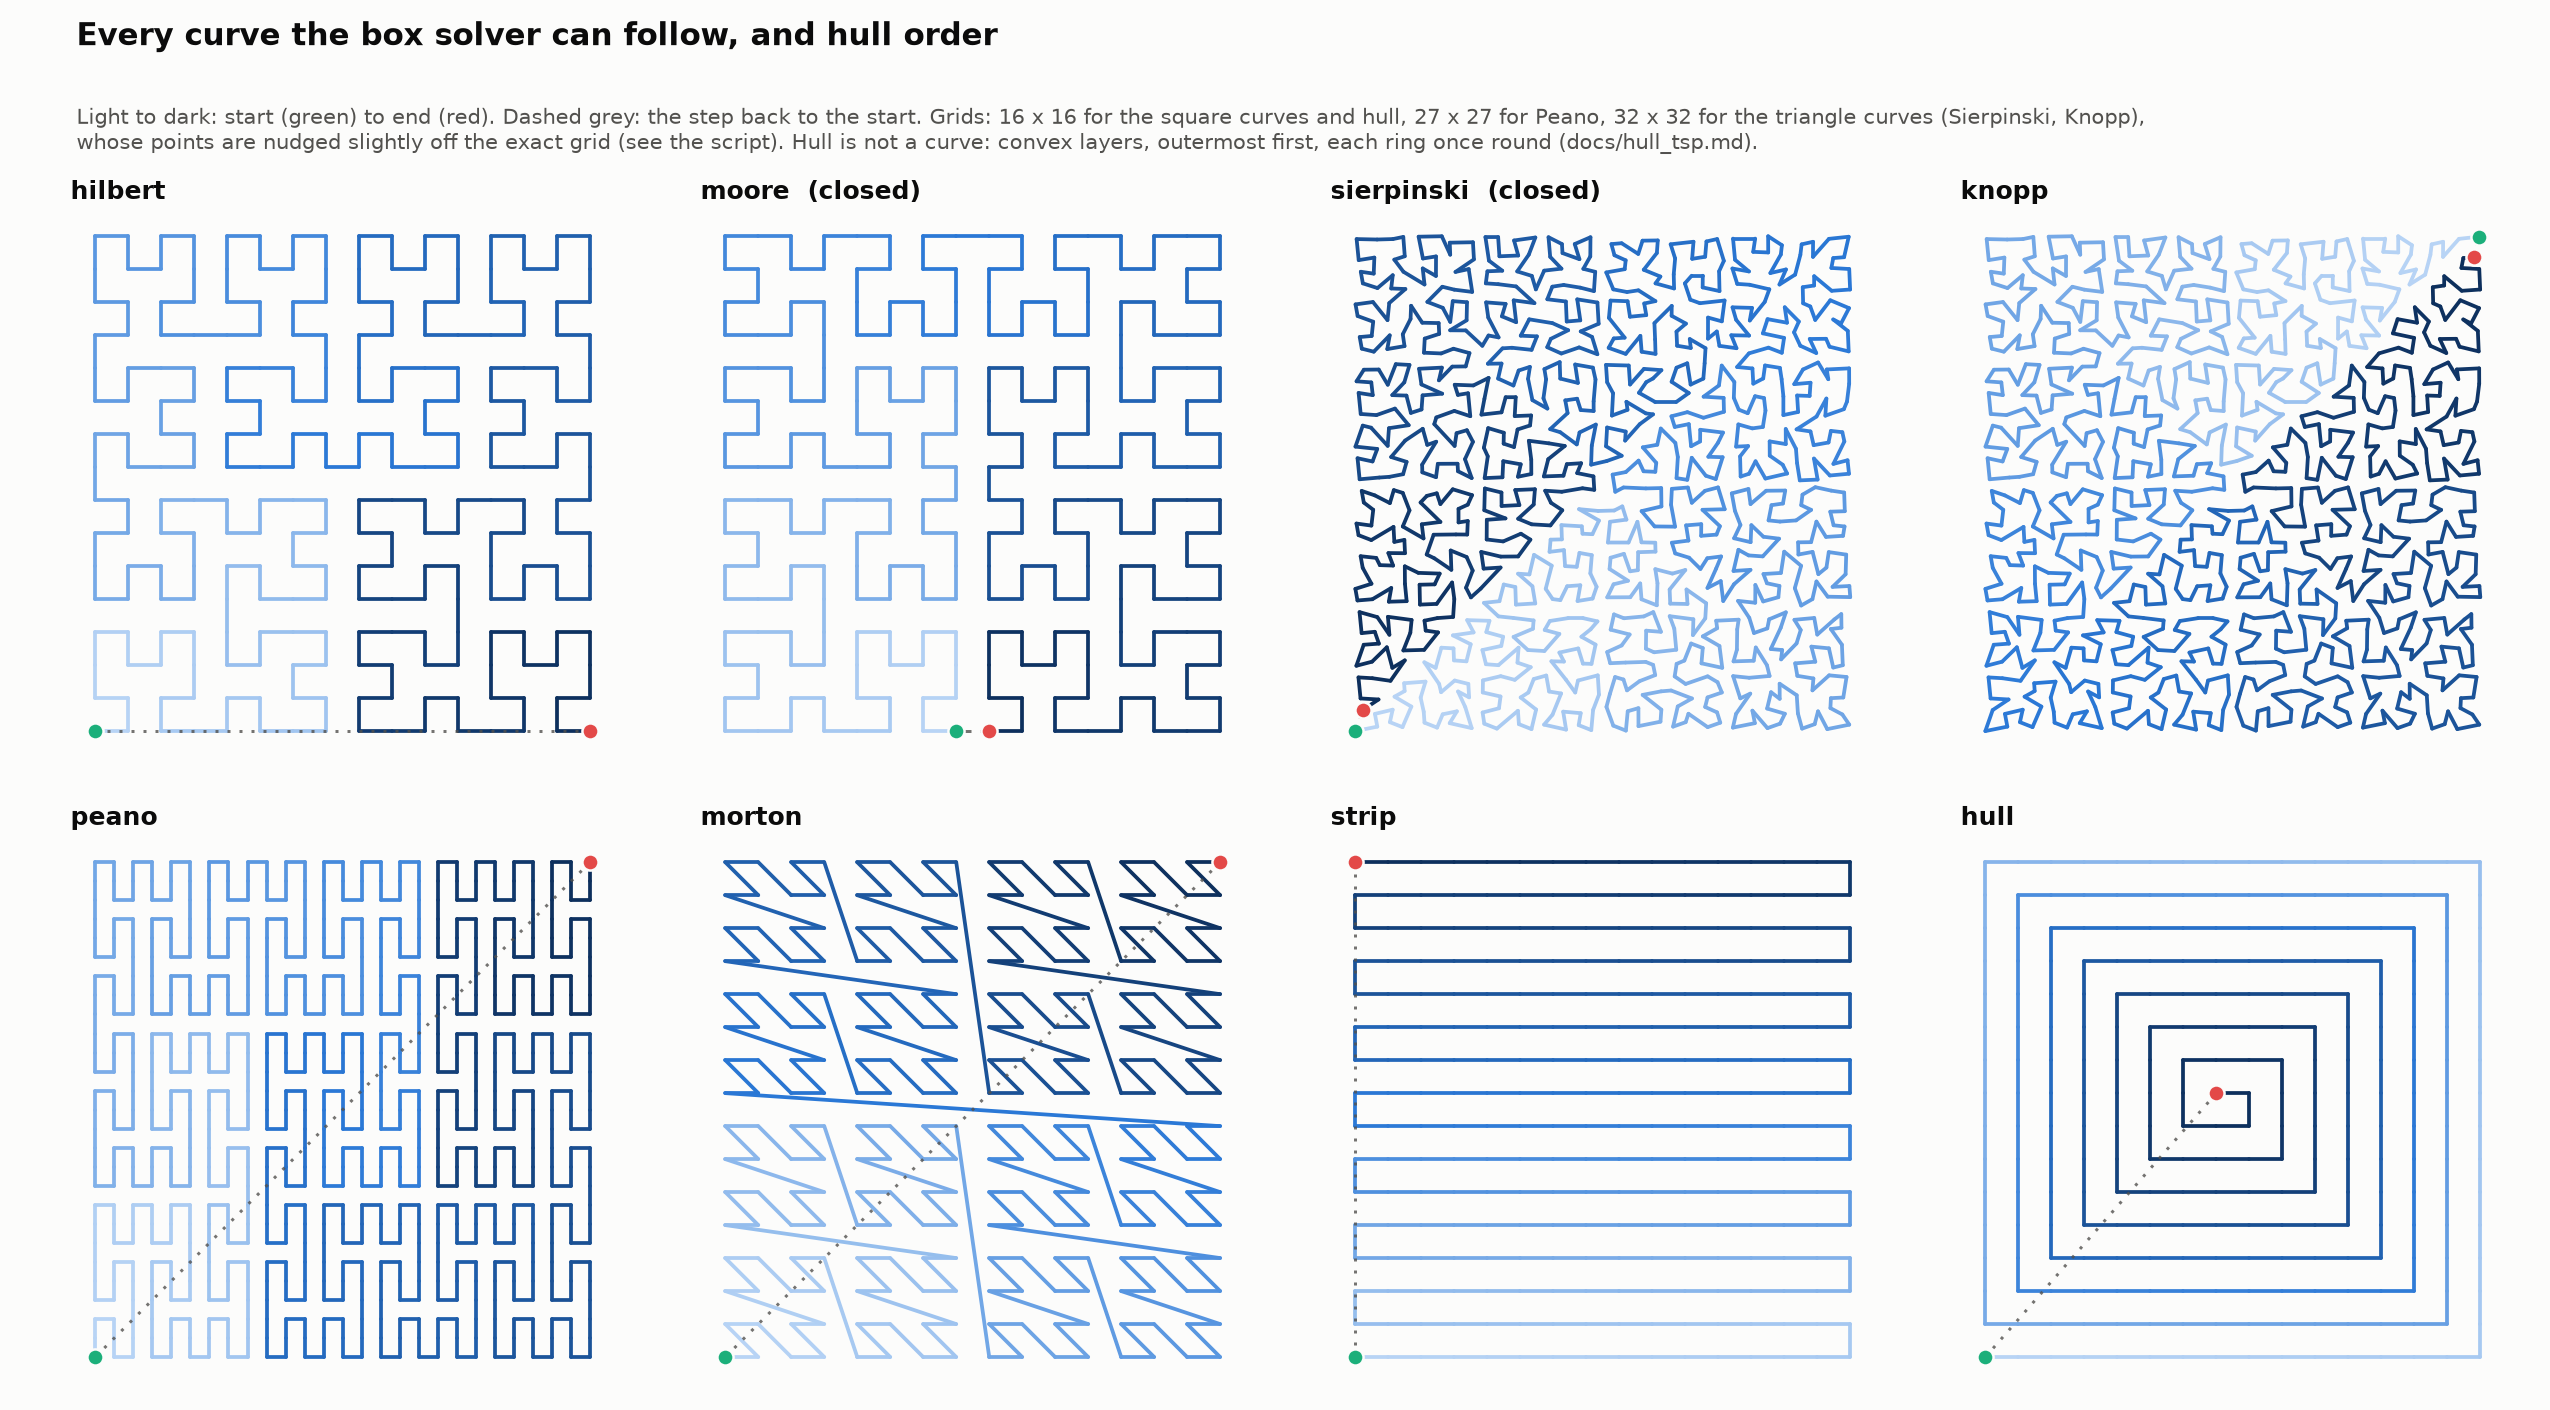 Every curve the box solver can follow, and hull order
Light to dark: start (green) to end (red). Dashed grey: the step back to the start. Grids: 16 x 16 for the square curves and hull, 27 x 27 for Peano, 32 x 32 for the triangle curves (Sierpinski, Knopp),
whose points are nudged slightly off the exact grid (see the script). Hull is not a curve: convex layers, outermost first, each ring once round (docs/hull_tsp.md).
hilbert
moore (closed)
sierpinski (closed)
knopp
peano
morton
strip
hull